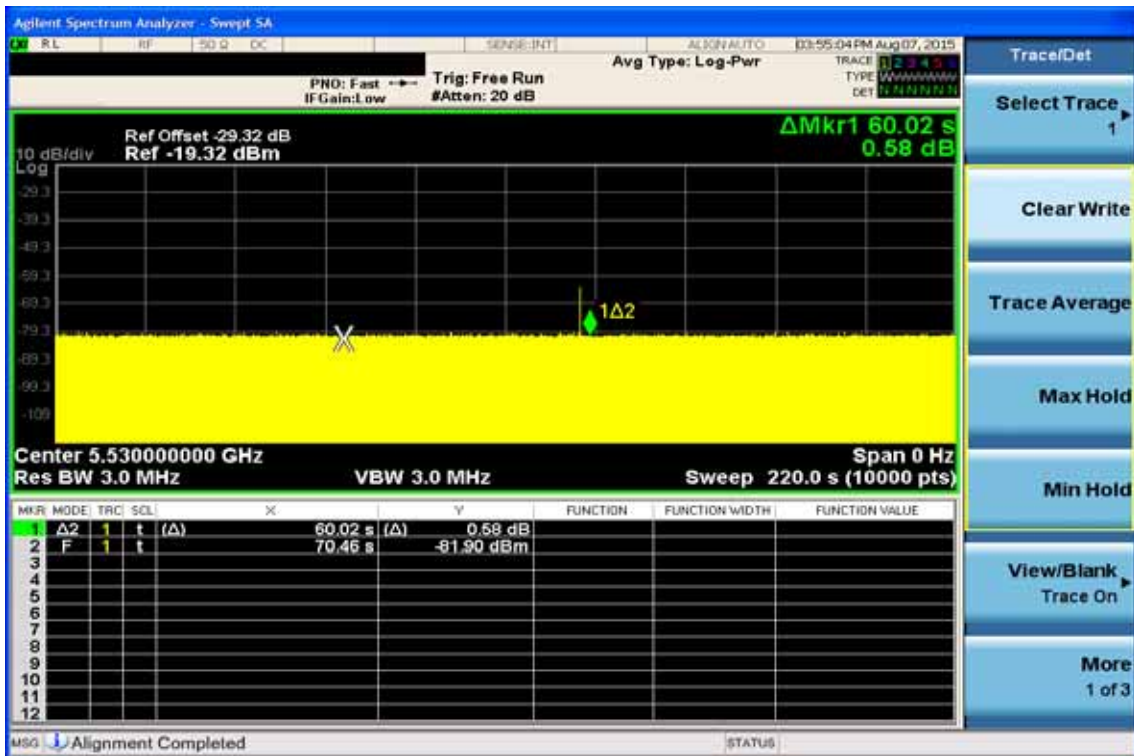 Agilent Spectrum Analyzer - Swept SA
LXI RL RF 50 Ω DC SENSE:INT ALIGN AUTO 03:55:04 PM Aug 07, 2015
PNO: Fast
IFGain:Low
Trig: Free Run
#Atten: 20 dB
Avg Type: Log-Pwr
TRACE 1 2 3 4 5 6
TYPE WWWWWW
DET N N N N N N
ΔMkr1 60.02 s
0.58 dB
Ref Offset -29.32 dB
10 dB/div Ref -19.32 dBm
Log
-29.3
-39.3
-49.3
-59.3
-69.3
-79.3
-89.3
-99.3
-109
X
1Δ2
Center 5.530000000 GHz Span 0 Hz
Res BW 3.0 MHz VBW 3.0 MHz Sweep 220.0 s (10000 pts)
MKR MODE TRC SCL X Y FUNCTION FUNCTION WIDTH FUNCTION VALUE
1 Δ2 1 t (Δ) 60.02 s (Δ) 0.58 dB
2 F 1 t 70.46 s -81.90 dBm
3
4
5
6
7
8
9
10
11
12
MSG Alignment Completed STATUS
Trace/Det
Select Trace
1
Clear Write
Trace Average
Max Hold
Min Hold
View/Blank
Trace On
More
1 of 3